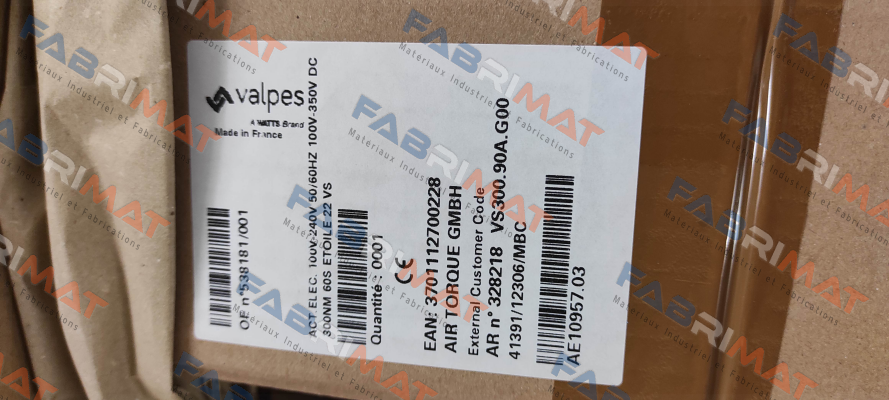 valpes
A WATTS Brand
Made in France
OF n°538181/001
ACT ELEC. 100V-240V 50/60HZ 100V-350V DC
300NM 60S ETOILE 22 VS
Quantité : 0001
CE
EAN: 3701112700228
AIR TORQUE GMBH
External Customer Code
AR n° 328218 VS300.90A.G00
41391/12306/MBC
AE10957.03
FABRIMAT
Materiaux Industriel et Fabrications